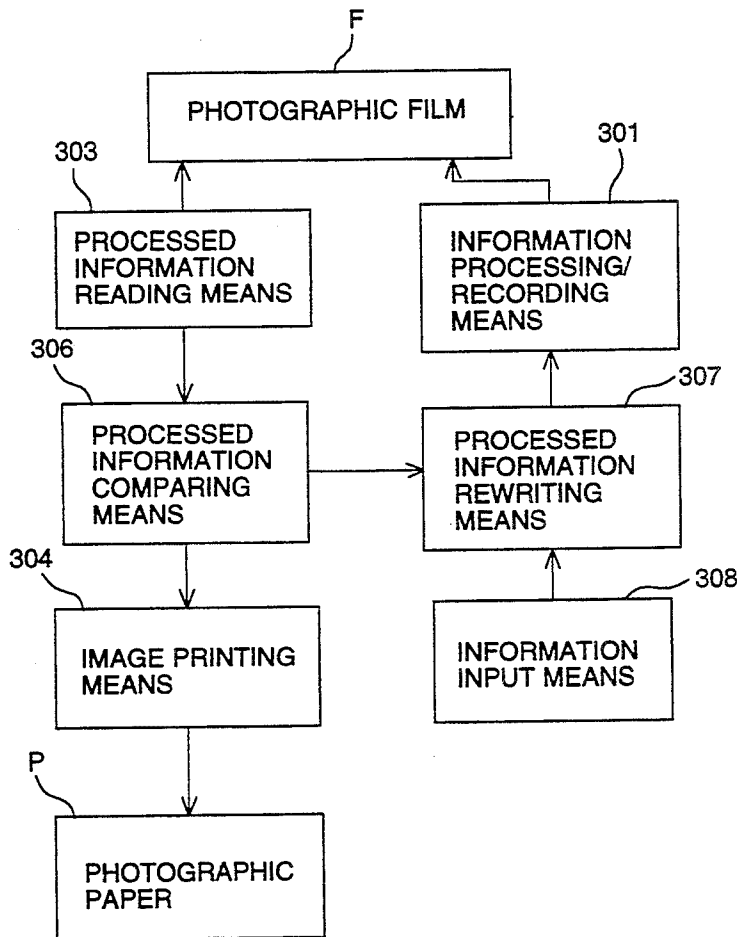 F
PHOTOGRAPHIC FILM
303
301
PROCESSED
INFORMATION
READING MEANS
INFORMATION
PROCESSING/
RECORDING
MEANS
306
307
PROCESSED
INFORMATION
COMPARING
MEANS
PROCESSED
INFORMATION
REWRITING
MEANS
304
308
IMAGE PRINTING
MEANS
INFORMATION
INPUT MEANS
P
PHOTOGRAPHIC
PAPER